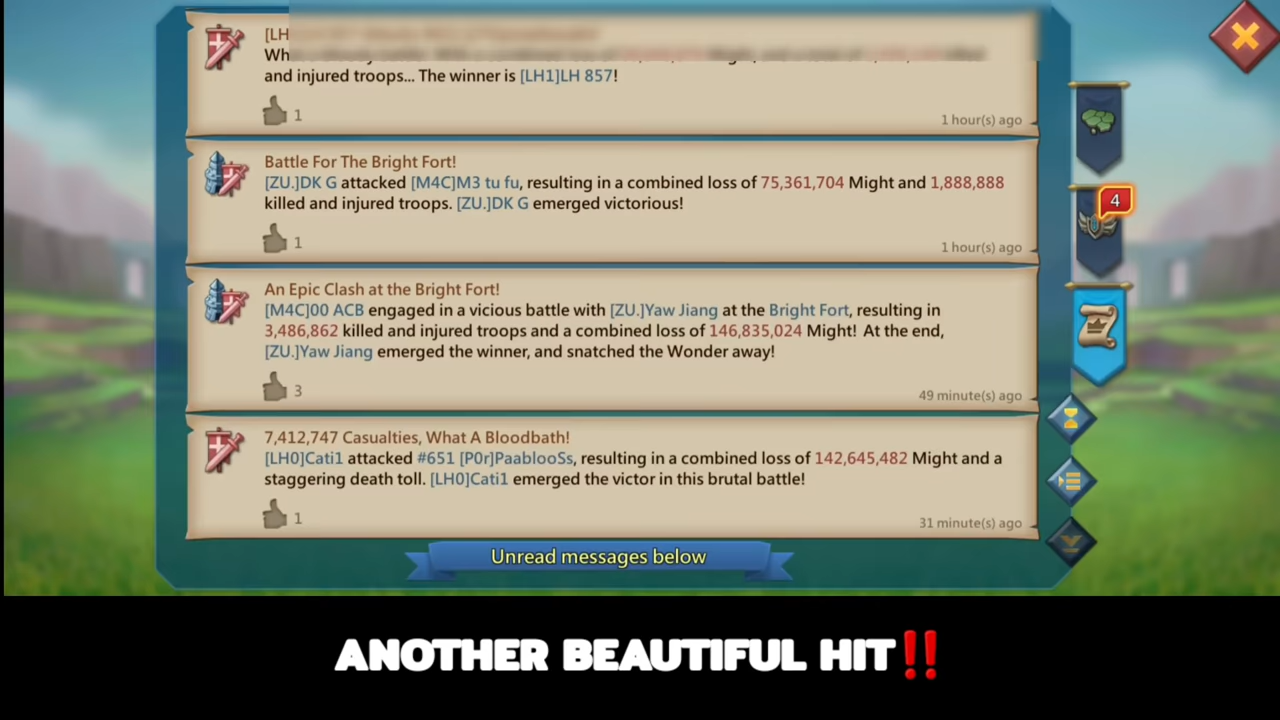 [LH
and injured troops... The winner is [LH1]LH 857!
1
1 hour(s) ago
Battle For The Bright Fort!
[ZU.]DK G attacked [M4C]M3 tu fu, resulting in a combined loss of 75,361,704 Might and 1,888,888
killed and injured troops. [ZU.]DK G emerged victorious!
1
1 hour(s) ago
4
An Epic Clash at the Bright Fort!
[M4C]00 ACB engaged in a vicious battle with [ZU.]Yaw Jiang at the Bright Fort, resulting in
3,486,862 killed and injured troops and a combined loss of 146,835,024 Might! At the end,
[ZU.]Yaw Jiang emerged the winner, and snatched the Wonder away!
3
49 minute(s) ago
7,412,747 Casualties, What A Bloodbath!
[LH0]Cati1 attacked #651 [P0r]PaablooSs, resulting in a combined loss of 142,645,482 Might and a
staggering death toll. [LH0]Cati1 emerged the victor in this brutal battle!
1
31 minute(s) ago
Unread messages below
ANOTHER BEAUTIFUL HIT‼️